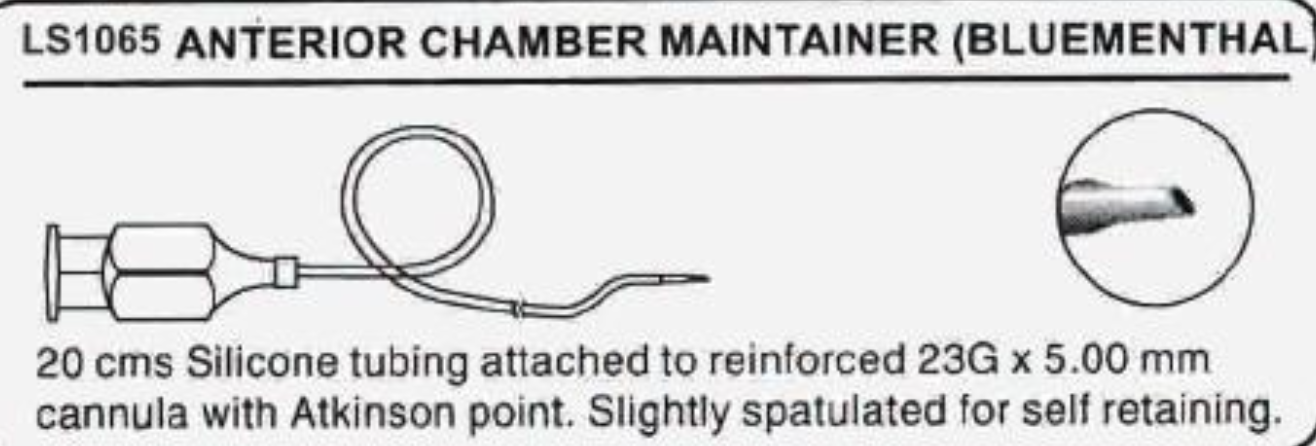 LS1065 ANTERIOR CHAMBER MAINTAINER (BLUEMENTHAL)
20 cms Silicone tubing attached to reinforced 23G x 5.00 mm
cannula with Atkinson point. Slightly spatulated for self retaining.